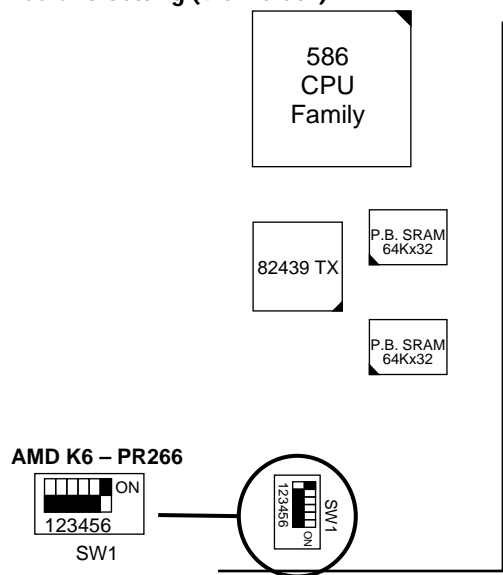 586
CPU
Family
82439 TX
P.B. SRAM
64Kx32
P.B. SRAM
64Kx32
AMD K6 – PR266
ON
123456
SW1
123456
SW1
ON